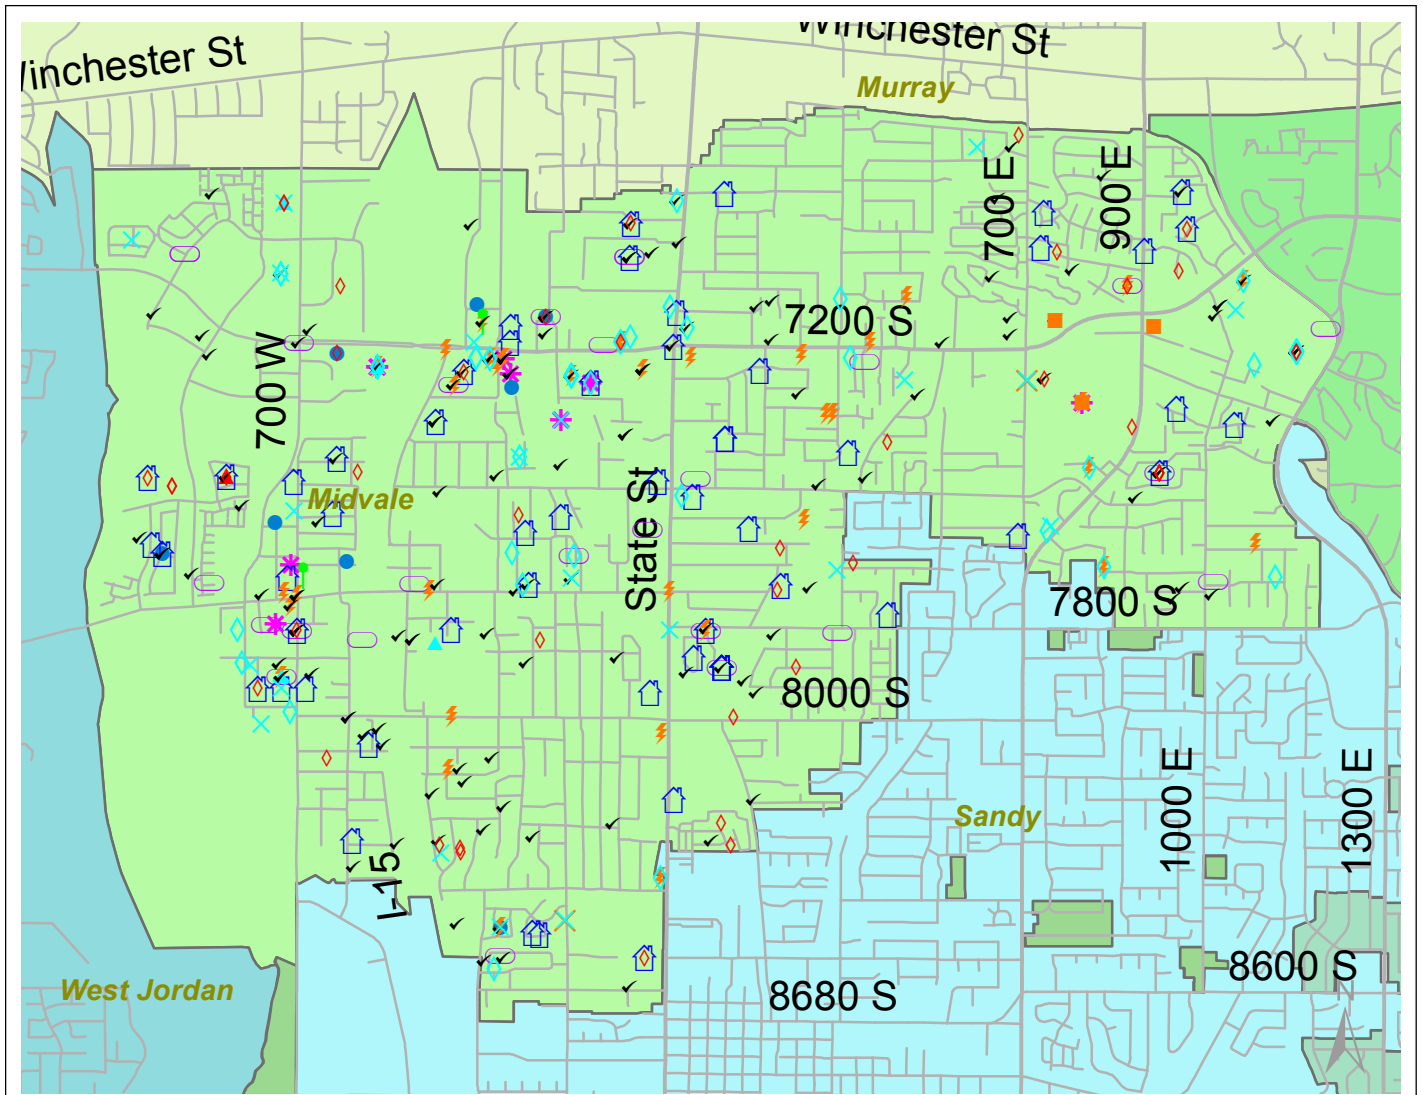 Winchester St
Winchester St
Murray
700 E
900 E
7200 S
700 W
Midvale
State St
7800 S
8000 S
Sandy
1000 E
1300 E
I-15
8600 S
West Jordan
8680 S
N